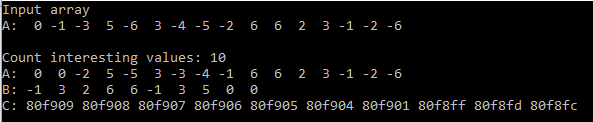 Input array
A:  0 -1 -3  5 -6  3 -4 -5 -2  6  6  2  3 -1 -2 -6
Count interesting values: 10
A:  0  0 -2  5 -5  3 -3 -4 -1  6  6  2  3 -1 -2 -6
B: -1  3  2  6  6 -1  3  5  0  0
C: 80f909 80f908 80f907 80f906 80f905 80f904 80f901 80f8ff 80f8fd 80f8fc